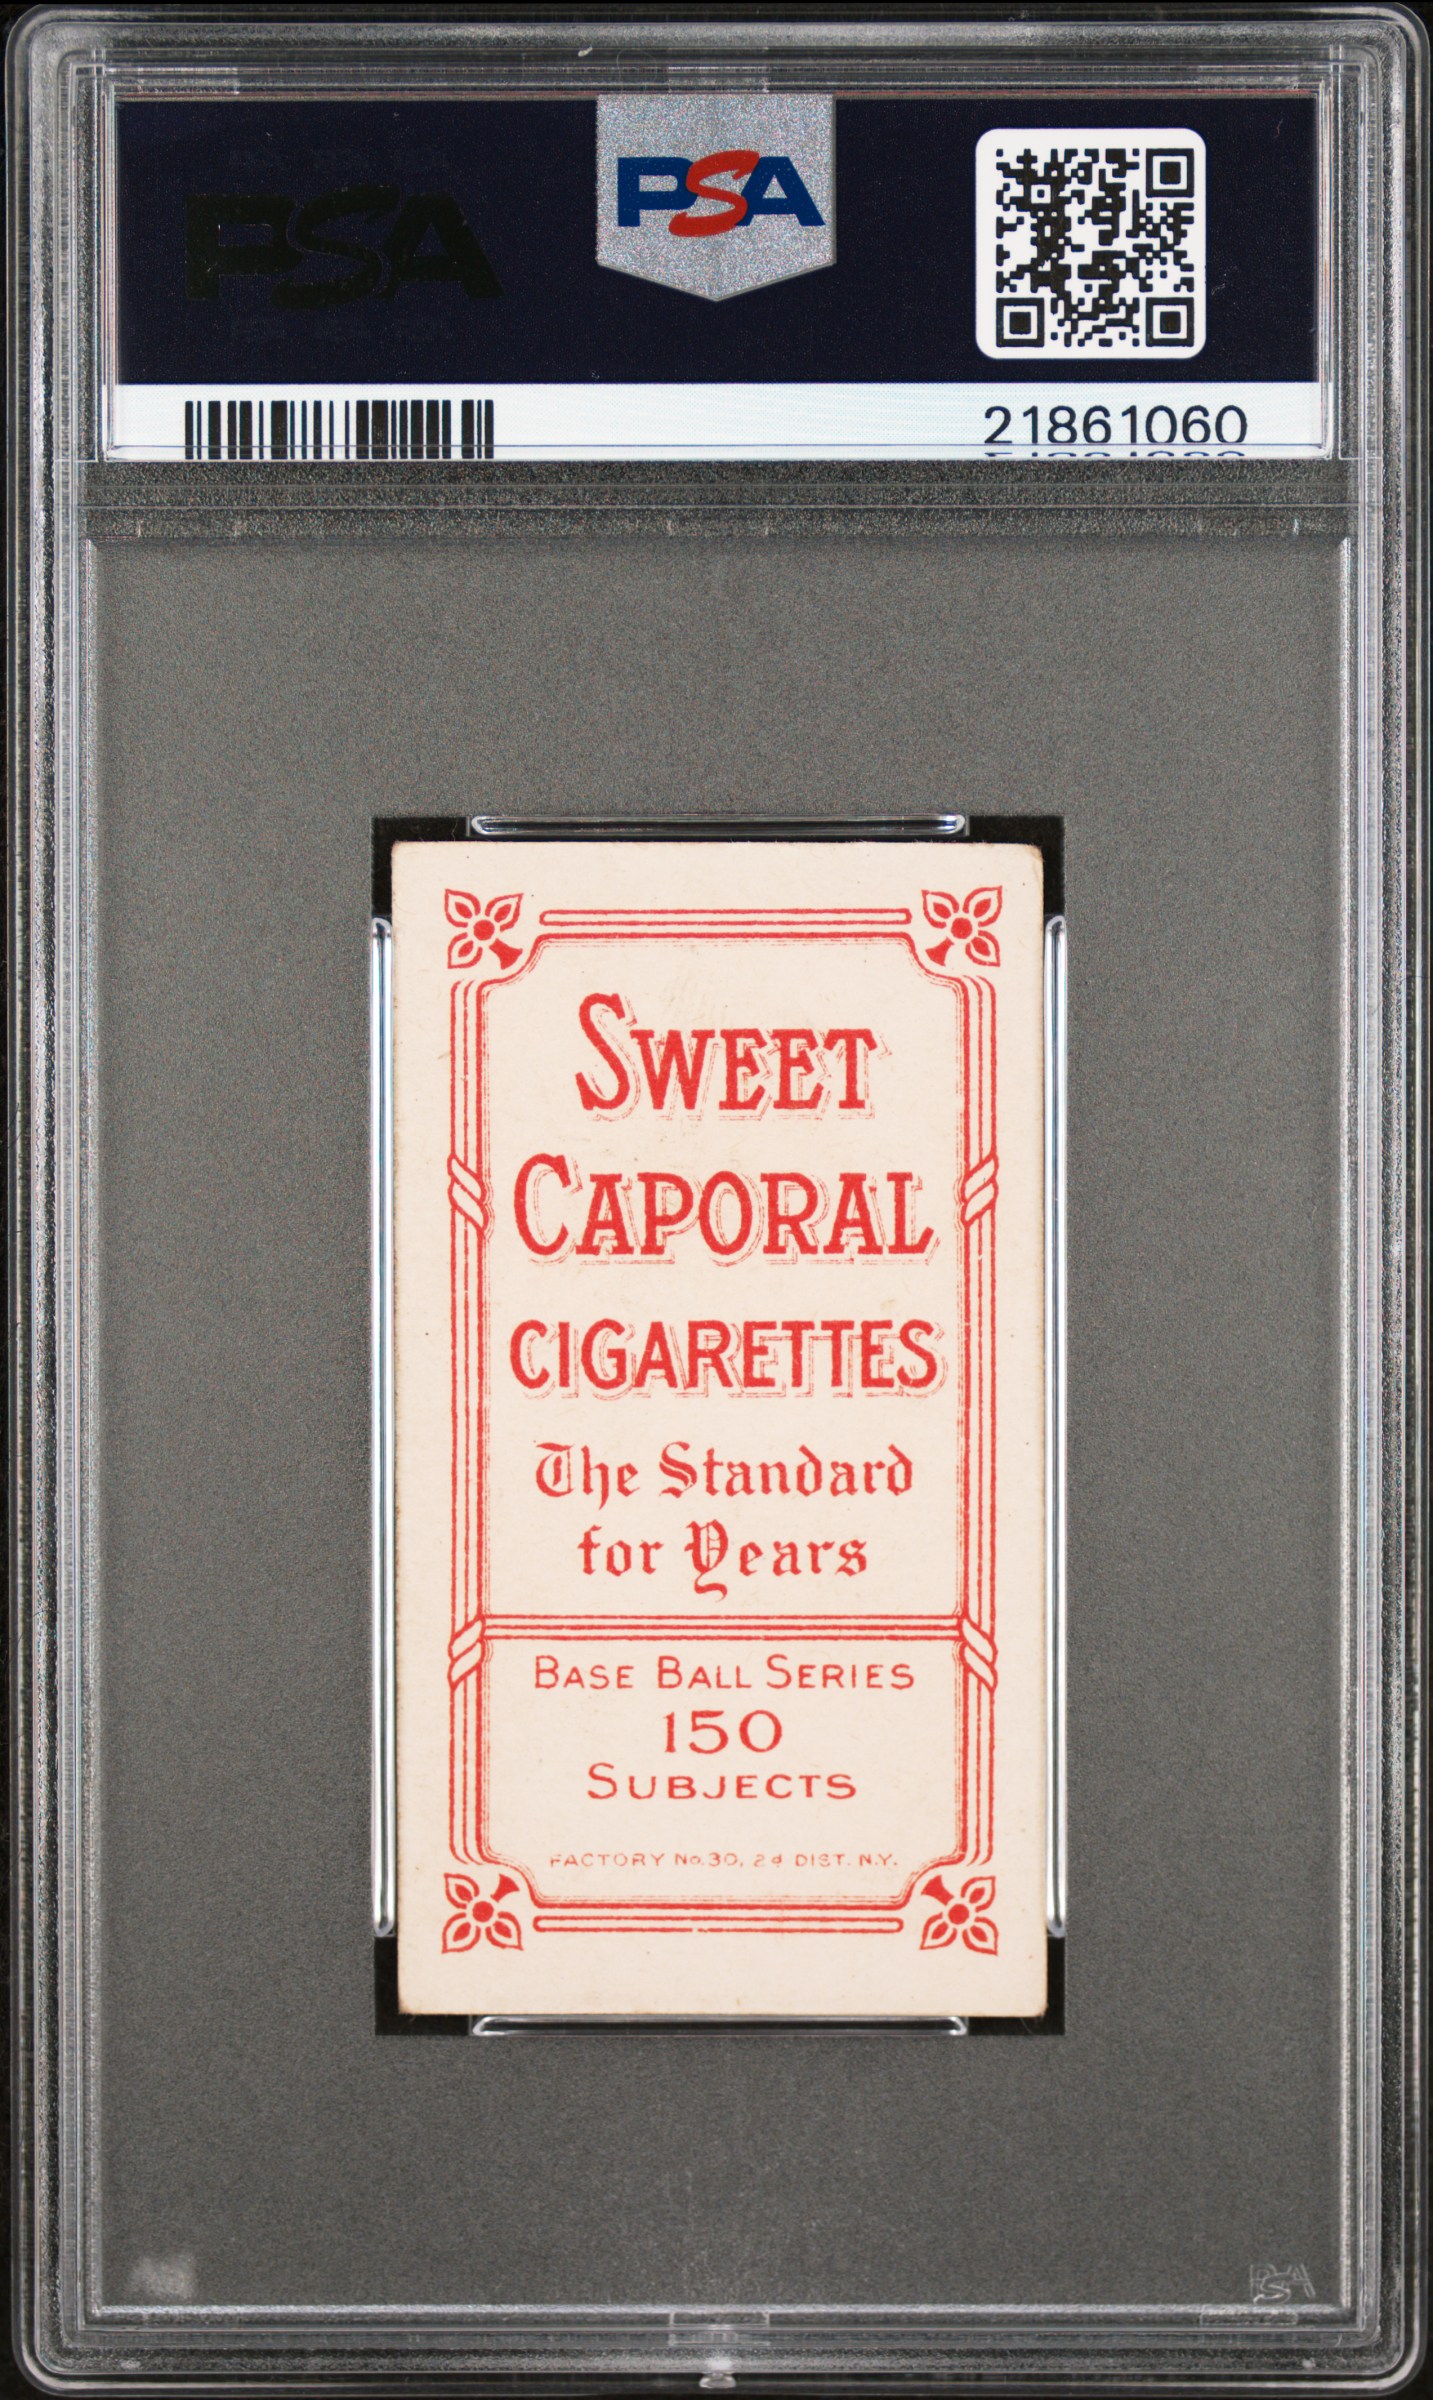 PSA
PSA
21861060
SWEET
CAPORAL
CIGARETTES
The Standard
for Years
BASE BALL SERIES
150
SUBJECTS
FACTORY No. 30, 2d DIST. N.Y.
PSA